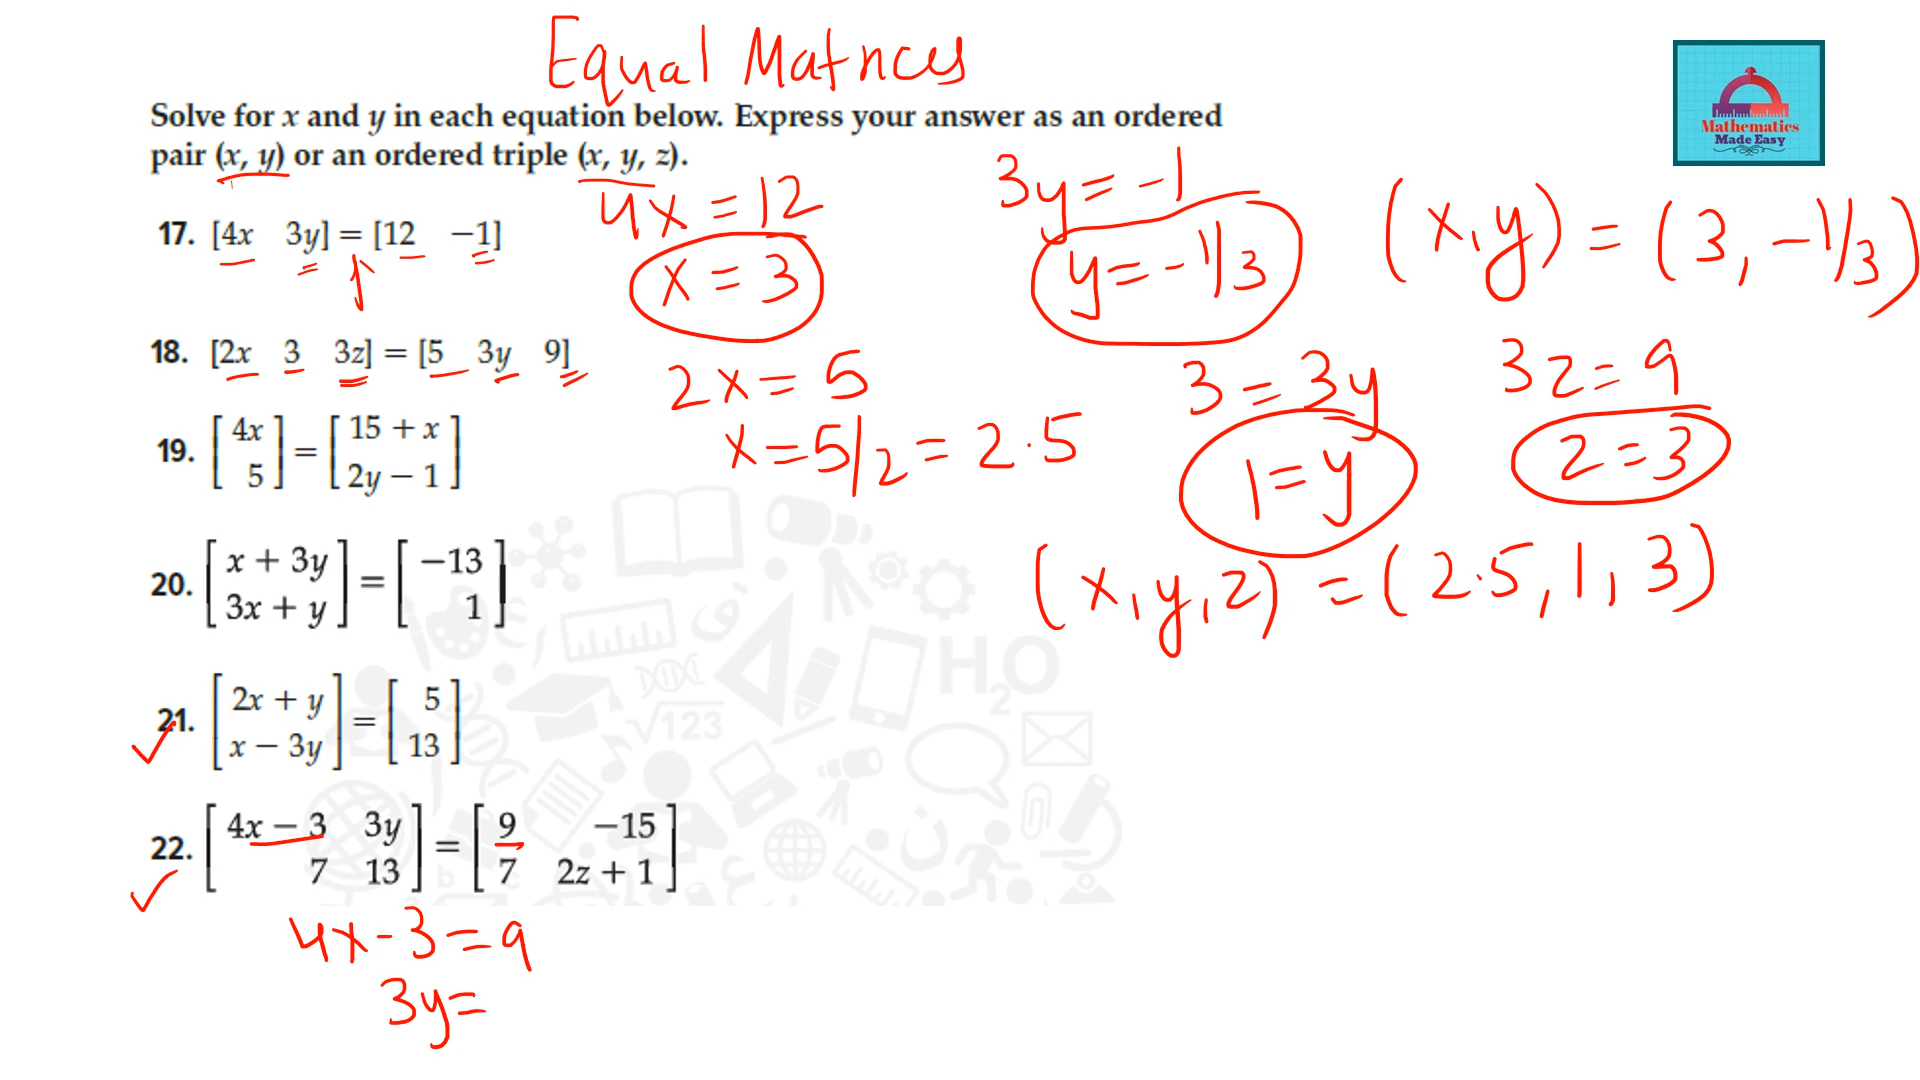 Equal Matrices
Solve for x and y in each equation below. Express your answer as an ordered
pair (x, y) or an ordered triple (x, y, z).
Mathematics
Made Easy
17. [4x 3y] = [12 −1]
4x = 12
x = 3
3y = -1
y = -1/3
(x, y) = (3, -1/3)
18. [2x 3 3z] = [5 3y 9]
2x = 5
x = 5/2 = 2.5
3 = 3y
1 = y
3z = 9
z = 3
(x, y, z) = (2.5, 1, 3)
19. [4x] = [15 + x]
[5] [2y − 1]
20. [x + 3y] = [−13]
[3x + y] [1]
21. [2x + y] = [5]
[x − 3y] [13]
22. [4x − 3 3y] = [9 −15]
[7 13] [7 2z + 1]
4x - 3 = 9
3y =
H2O
√123